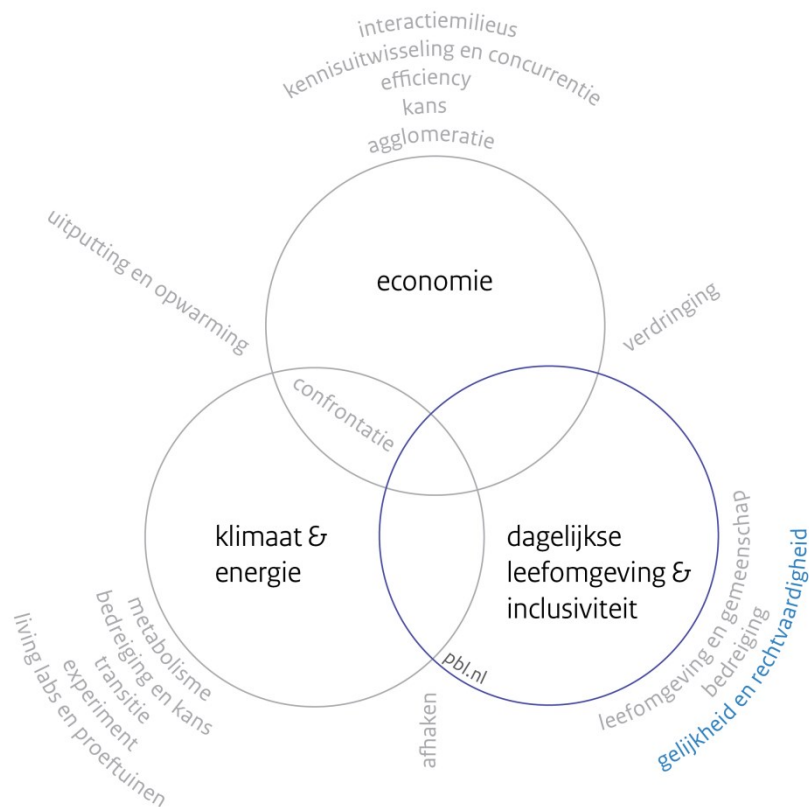 interactiemilieus
kennisuitwisseling en concurrentie
efficiency
kans
agglomeratie
uitputting en opwarming
economie
verdringing
confrontatie
klimaat &
energie
dagelijkse
leefomgeving &
inclusiviteit
metabolisme
bedreiging en kans
transitie
experiment
living labs en proeftuinen
pbl.nl
afhaken
leefomgeving en gemeenschap
bedreiging
gelijkheid en rechtvaardigheid